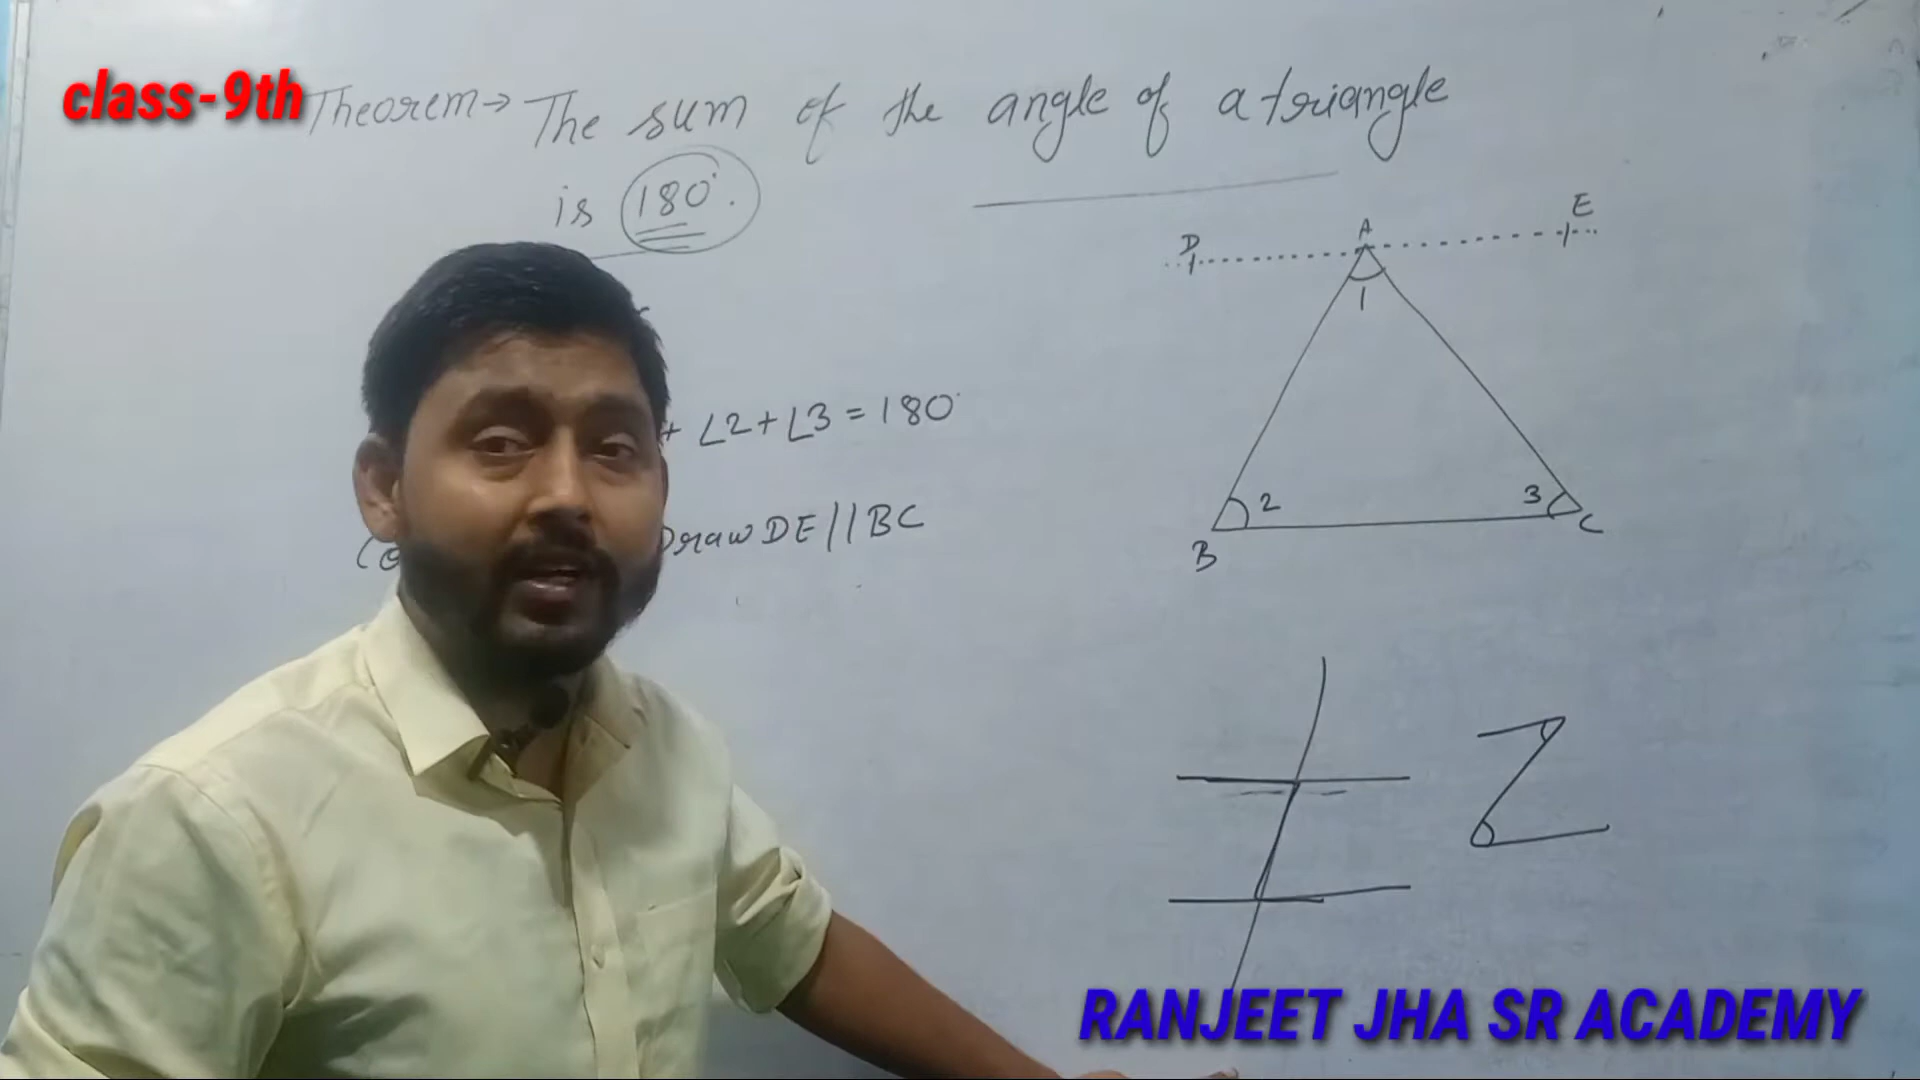 class-9th
Theorem→ The sum of the angle of a triangle
is 180°.
D A E
1
+ ∠2+∠3 = 180°
2 3
B C
Draw DE//BC
RANJEET JHA SR ACADEMY